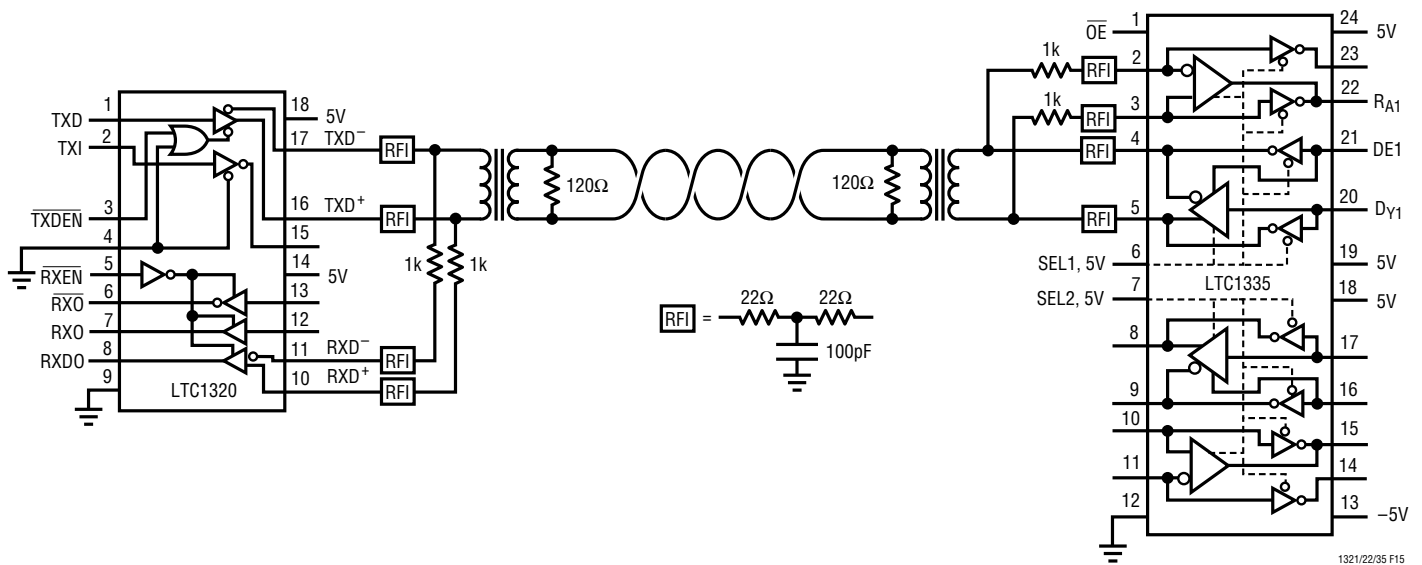 1
TXD
2
TXI
3
TXDEN
4
5
RXEN
6
RXO
7
RXO
8
RXDO
9
LTC1320
18
5V
17
TXD–
16
TXD+
15
14
5V
13
12
11
RXD–
10
RXD+
RFI
RFI
RFI
RFI
1k
1k
120Ω
120Ω
RFI
=
22Ω
22Ω
100pF
1k
RFI
1k
RFI
RFI
RFI
OE
1
2
3
4
5
SEL1, 5V
6
SEL2, 5V
7
8
9
10
11
12
LTC1335
24
5V
23
22
RA1
21
DE1
20
DY1
19
5V
18
5V
17
16
15
14
13
–5V
1321/22/35 F15